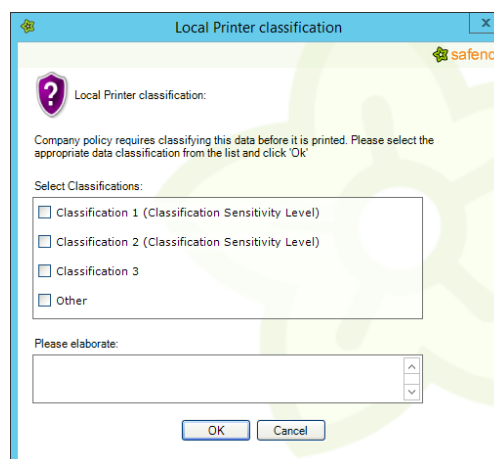 Local Printer classification
x
safend
?
Local Printer classification:
Company policy requires classifying this data before it is printed. Please select the
appropriate data classification from the list and click 'Ok'
Select Classifications:
Classification 1 (Classification Sensitivity Level)
Classification 2 (Classification Sensitivity Level)
Classification 3
Other
Please elaborate:
OK
Cancel